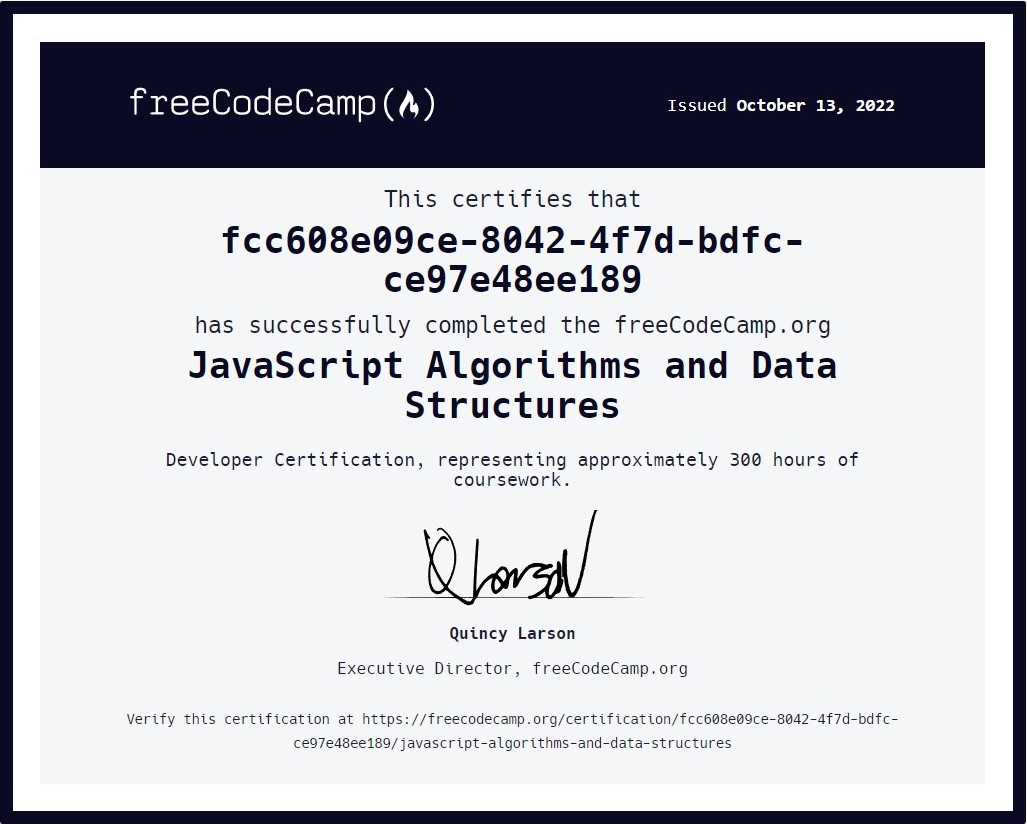 freeCodeCamp(🔥)
Issued October 13, 2022
This certifies that
fcc608e09ce-8042-4f7d-bdfc-
ce97e48ee189
has successfully completed the freeCodeCamp.org
JavaScript Algorithms and Data
Structures
Developer Certification, representing approximately 300 hours of
coursework.
Q Larson
Quincy Larson
Executive Director, freeCodeCamp.org
Verify this certification at https://freecodecamp.org/certification/fcc608e09ce-8042-4f7d-bdfc-
ce97e48ee189/javascript-algorithms-and-data-structures